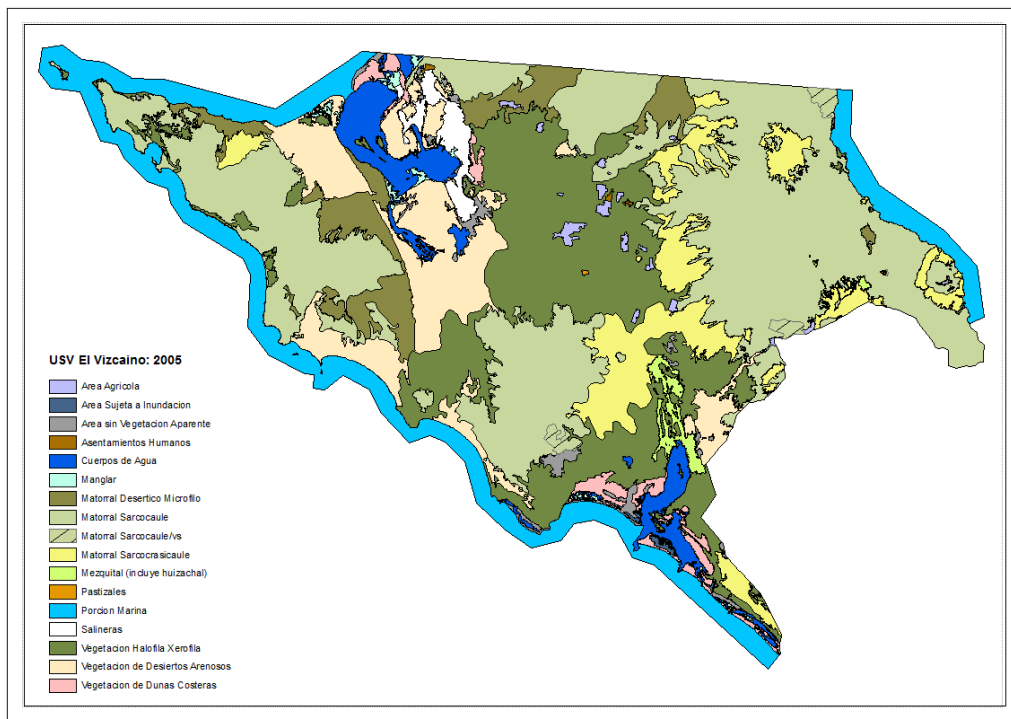 USV El Vizcaino: 2005
Area Agricola
Area Sujeta a Inundacion
Area sin Vegetacion Aparente
Asentamientos Humanos
Cuerpos de Agua
Manglar
Matorral Desertico Microfilo
Matorral Sarcocaule
Matorral Sarcocaule/vs
Matorral Sarcocrasicaule
Mezquital (incluye huizachal)
Pastizales
Porcion Marina
Salineras
Vegetacion Halofila Xerofila
Vegetacion de Desiertos Arenosos
Vegetacion de Dunas Costeras